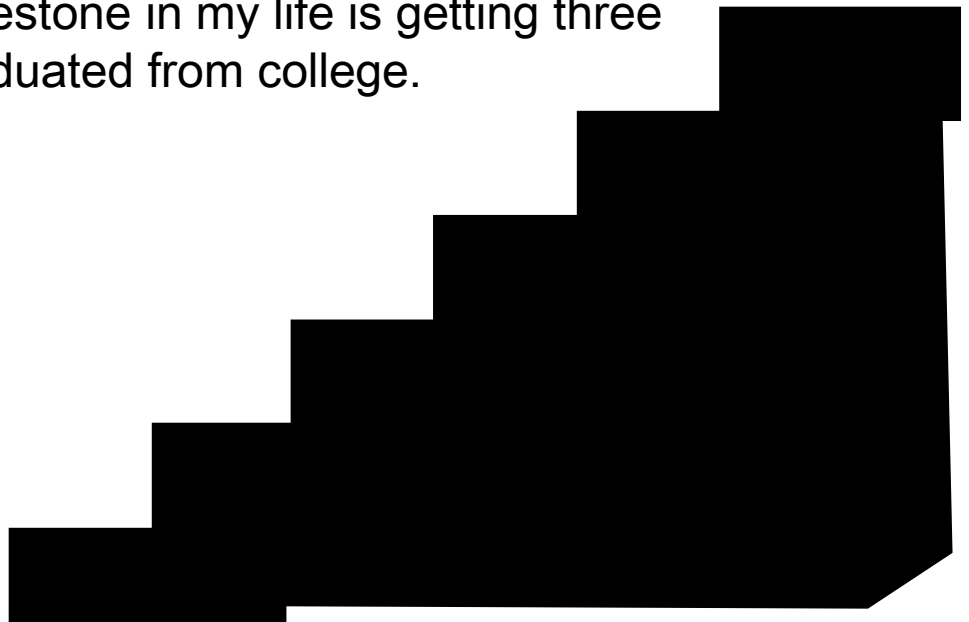 estone in my life is getting three
duated from college.